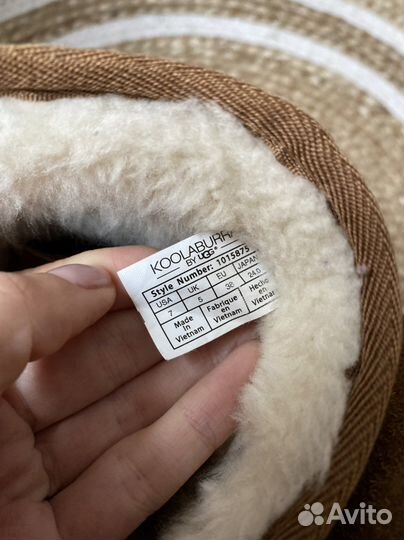 KOOLABURRA
BY UGG®
Style Number: 1015875
USA UK EU JAPAN
7 5 38 24.0
Made in Vietnam
Fabriqué en Vietnam
Hecho en Vietnam
Avito